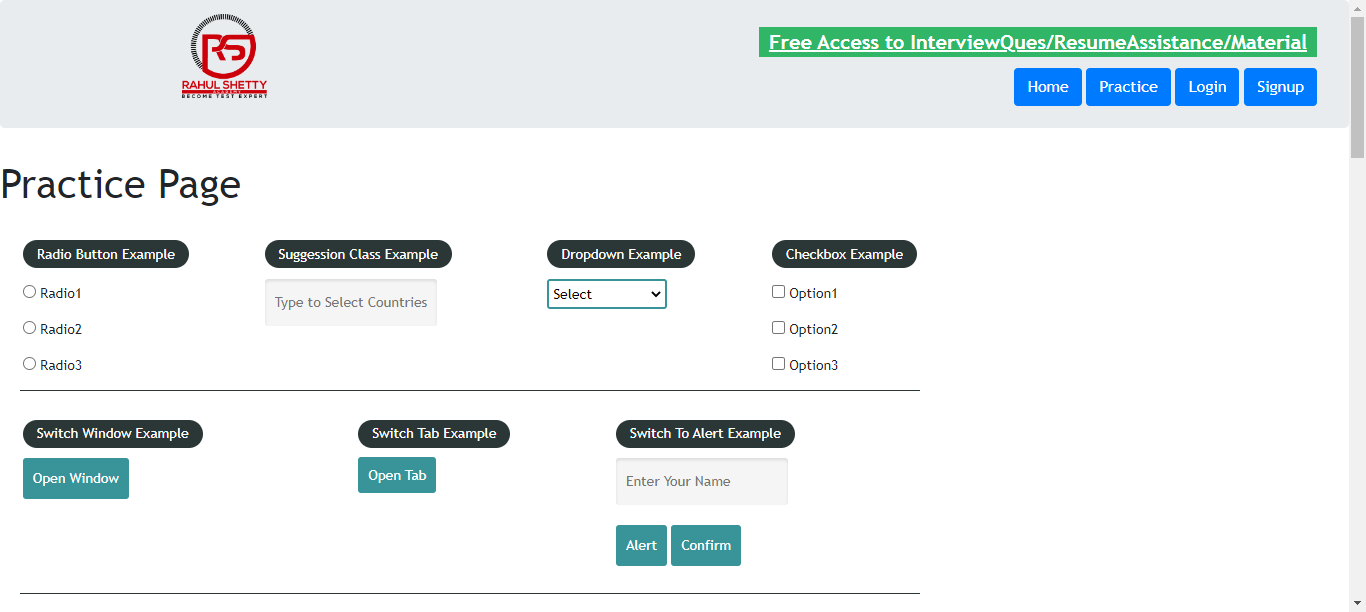 RS
RAHUL SHETTY
ACADEMY
BECOME TEST EXPERT
Free Access to InterviewQues/ResumeAssistance/Material
Home Practice Login Signup
Practice Page
Radio Button Example Suggession Class Example Dropdown Example Checkbox Example
Radio1 Type to Select Countries Select Option1
Radio2 Option2
Radio3 Option3
Switch Window Example Switch Tab Example Switch To Alert Example
Open Window Open Tab Enter Your Name
Alert Confirm